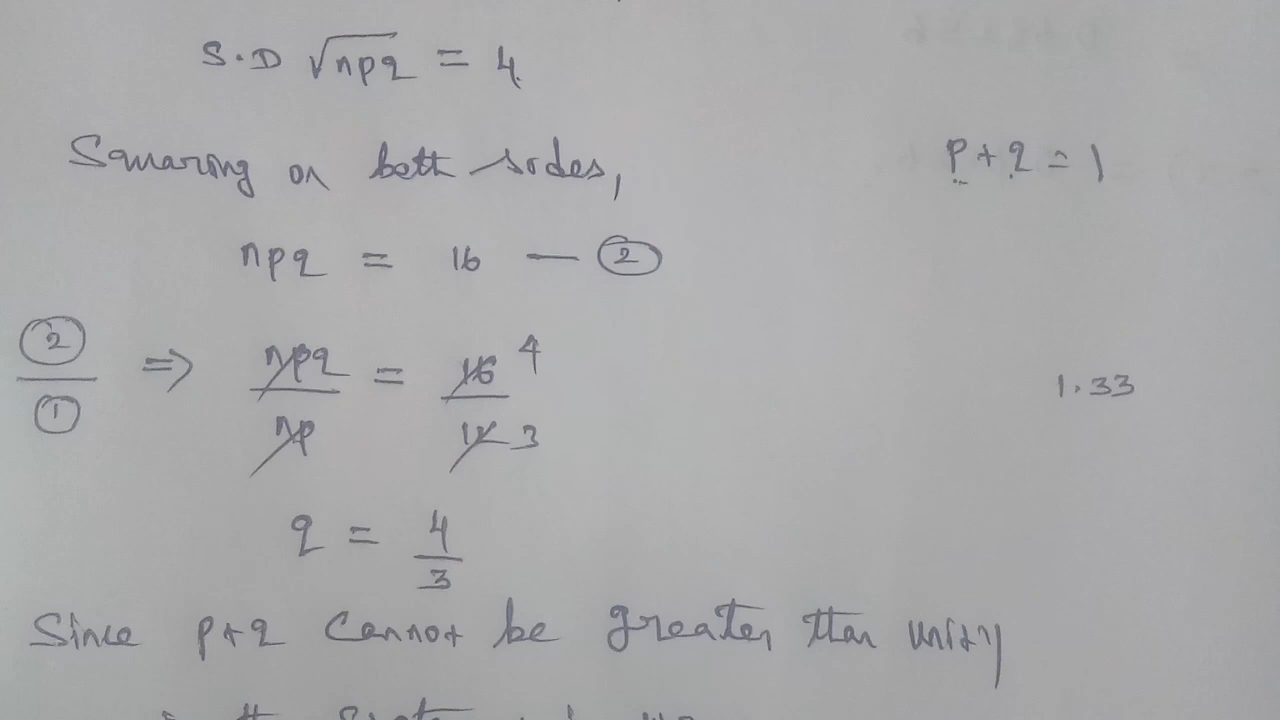 S.D √npq = 4
Squaring on both sides,
p + q = 1
npq = 16 — ②
②/① ⇒ npq/np = 16/12 4/3
1.33
q = 4/3
Since p+q cannot be greater than unity